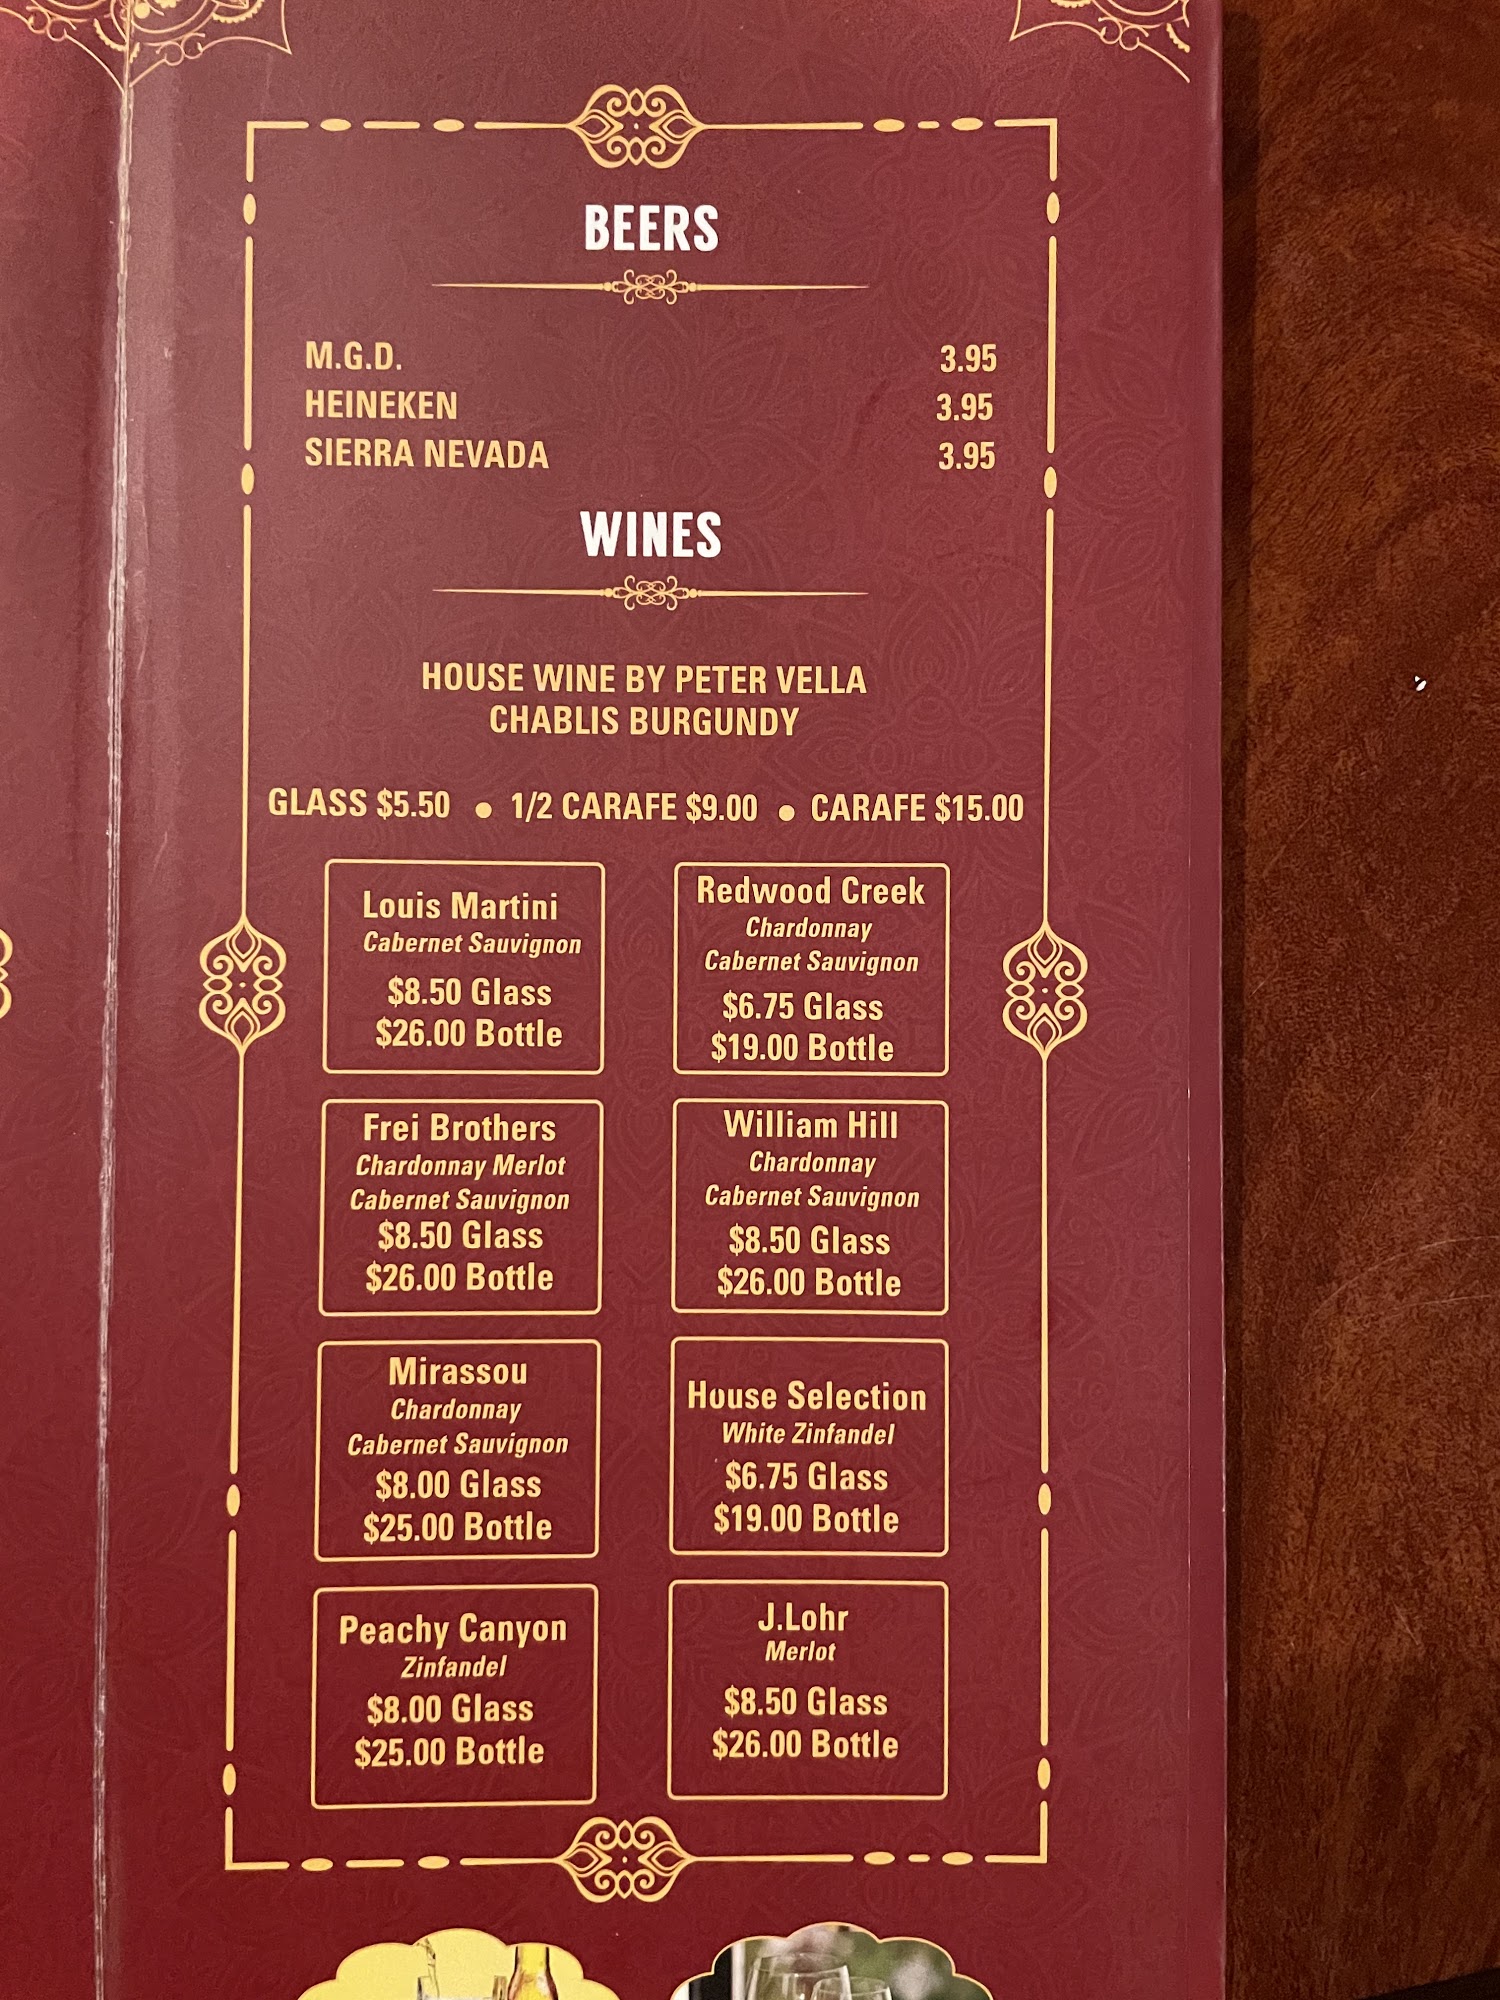 BEERS
M.G.D. 3.95
HEINEKEN 3.95
SIERRA NEVADA 3.95
WINES
HOUSE WINE BY PETER VELLA
CHABLIS BURGUNDY
GLASS $5.50 • 1/2 CARAFE $9.00 • CARAFE $15.00
Louis Martini
Cabernet Sauvignon
$8.50 Glass
$26.00 Bottle
Redwood Creek
Chardonnay
Cabernet Sauvignon
$6.75 Glass
$19.00 Bottle
Frei Brothers
Chardonnay Merlot
Cabernet Sauvignon
$8.50 Glass
$26.00 Bottle
William Hill
Chardonnay
Cabernet Sauvignon
$8.50 Glass
$26.00 Bottle
Mirassou
Chardonnay
Cabernet Sauvignon
$8.00 Glass
$25.00 Bottle
House Selection
White Zinfandel
$6.75 Glass
$19.00 Bottle
Peachy Canyon
Zinfandel
$8.00 Glass
$25.00 Bottle
J.Lohr
Merlot
$8.50 Glass
$26.00 Bottle